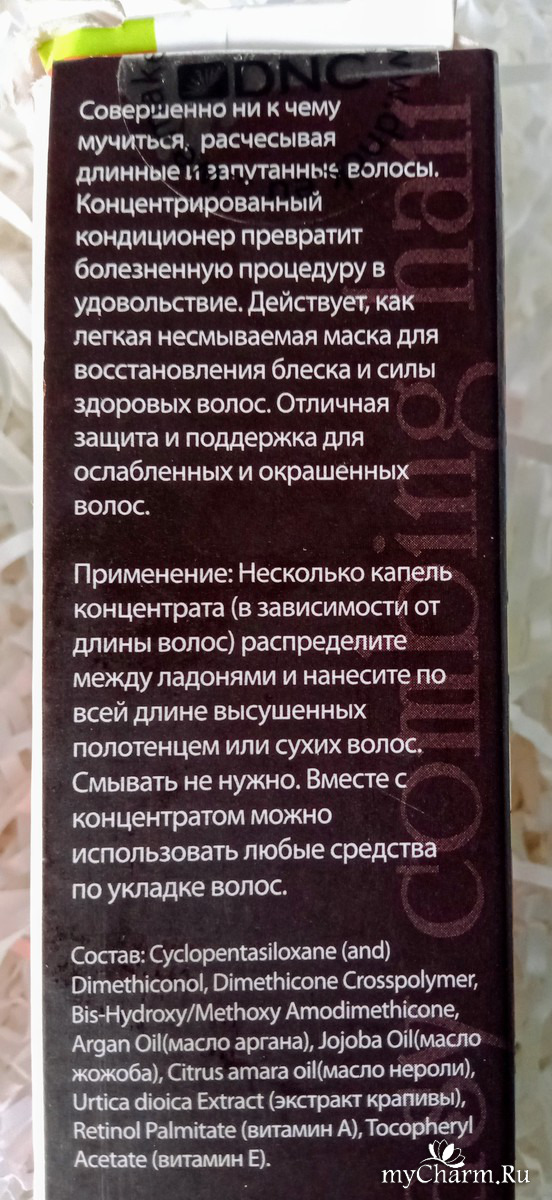 DNC
Совершенно ни к чему
мучиться, расчесывая
длинные и запутанные волосы.
Концентрированный
кондиционер превратит
болезненную процедуру в
удовольствие. Действует, как
легкая несмываемая маска для
восстановления блеска и силы
здоровых волос. Отличная
защита и поддержка для
ослабленных и окрашенных
волос.
Применение: Несколько капель
концентрата (в зависимости от
длины волос) распределите
между ладонями и нанесите по
всей длине высушенных
полотенцем или сухих волос.
Смывать не нужно. Вместе с
концентратом можно
использовать любые средства
по укладке волос.
Состав: Cyclopentasiloxane (and)
Dimethiconol, Dimethicone Crosspolymer,
Bis-Hydroxy/Methoxy Amodimethicone,
Argan Oil(масло аргана), Jojoba Oil(масло
жожоба), Citrus amara oil(масло нероли),
Urtica dioica Extract (экстракт крапивы),
Retinol Palmitate (витамин А), Tocopheryl
Acetate (витамин Е).
combing hair
myCharm.Ru